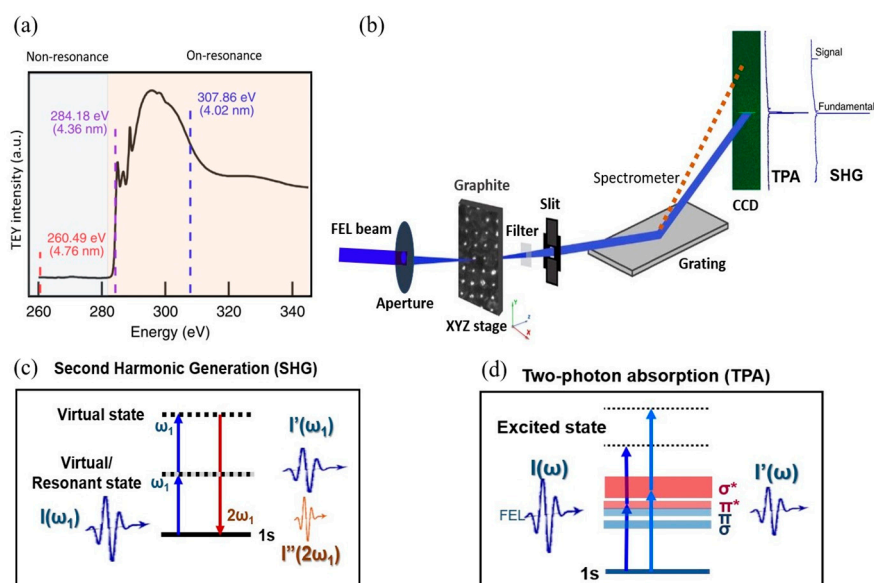 (a)
Non-resonance
On-resonance
284.18 eV
(4.36 nm)
307.86 eV
(4.02 nm)
260.49 eV
(4.76 nm)
TEY intensity (a.u.)
260
280
300
320
340
Energy (eV)
(b)
FEL beam
Aperture
Graphite
XYZ stage
Y
Z
X
Filter
Slit
Spectrometer
Grating
CCD
TPA
SHG
Signal
Fundamental
(c)
Second Harmonic Generation (SHG)
Virtual state
ω₁
I'(ω₁)
Virtual/
Resonant state
ω₁
I(ω₁)
2ω₁
1s
I''(2ω₁)
(d)
Two-photon absorption (TPA)
Excited state
I(ω)
I'(ω)
σ*
π*
π
σ
FEL
1s